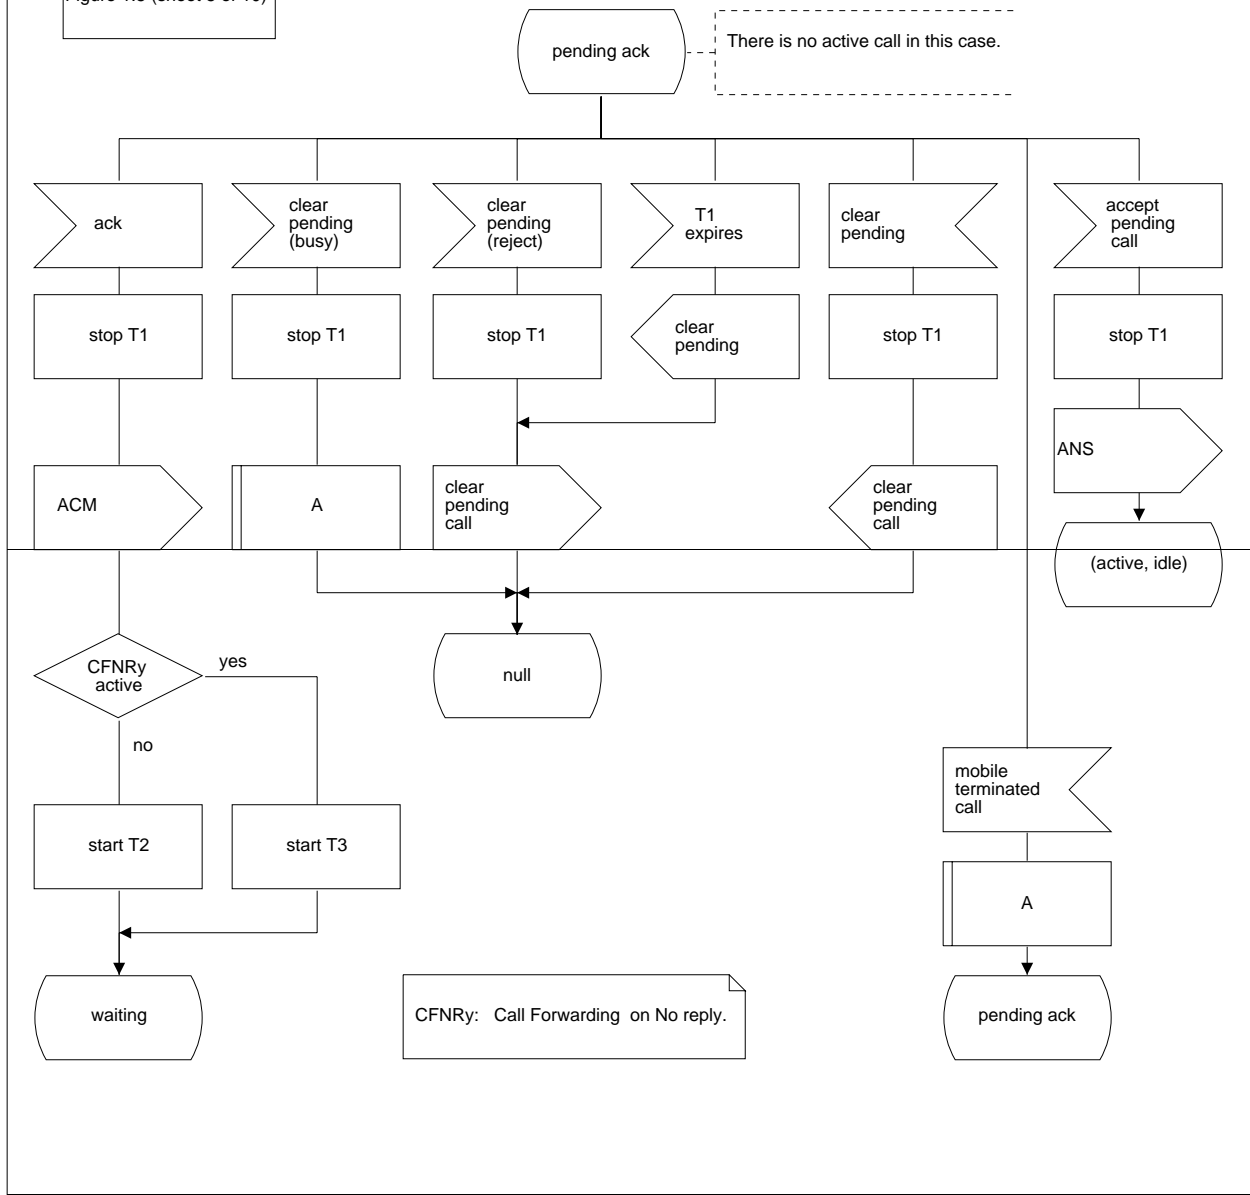 There is no active call in this case.
pending ack
ack
clear
pending
(busy)
clear
pending
(reject)
T1
expires
clear
pending
accept
pending
call
stop T1
stop T1
stop T1
clear
pending
stop T1
stop T1
ANS
ACM
A
clear
pending
call
clear
pending
call
(active, idle)
CFNRy
active
yes
null
no
mobile
terminated
call
start T2
start T3
A
waiting
CFNRy: Call Forwarding on No reply.
pending ack